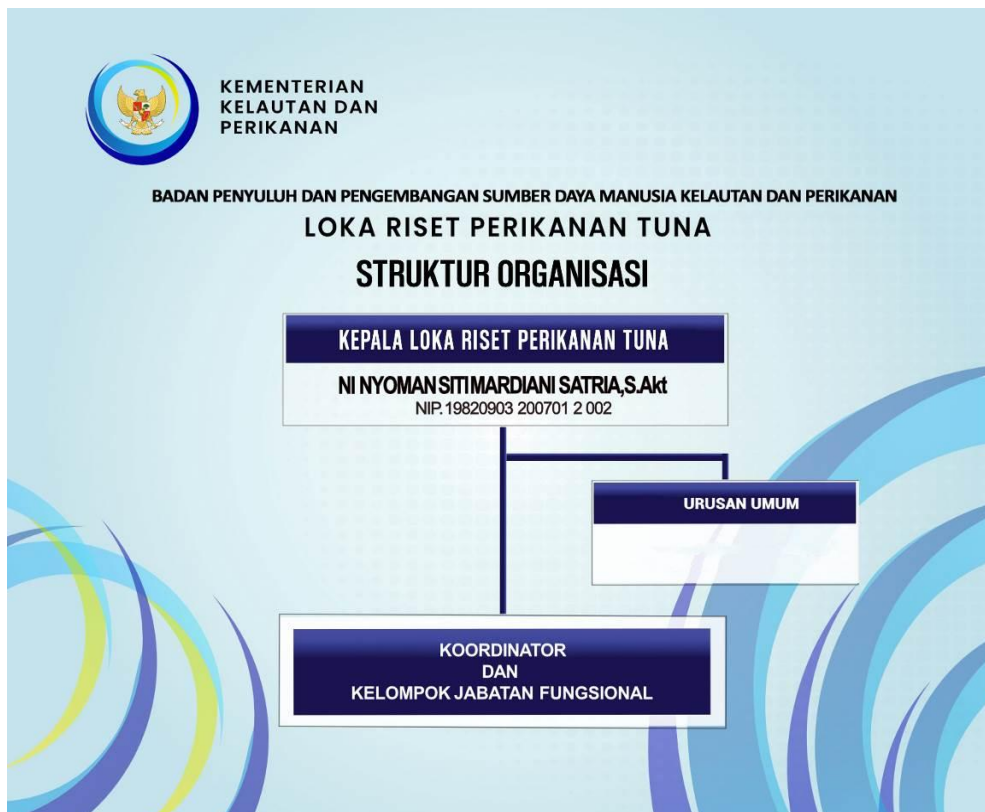 KEMENTERIAN
KELAUTAN DAN
PERIKANAN
BADAN PENYULUH DAN PENGEMBANGAN SUMBER DAYA MANUSIA KELAUTAN DAN PERIKANAN
LOKA RISET PERIKANAN TUNA
STRUKTUR ORGANISASI
KEPALA LOKA RISET PERIKANAN TUNA
NI NYOMAN SITI MARDIANI SATRIA,S.Akt
NIP. 19820903 200701 2 002
URUSAN UMUM
KOORDINATOR
DAN
KELOMPOK JABATAN FUNGSIONAL